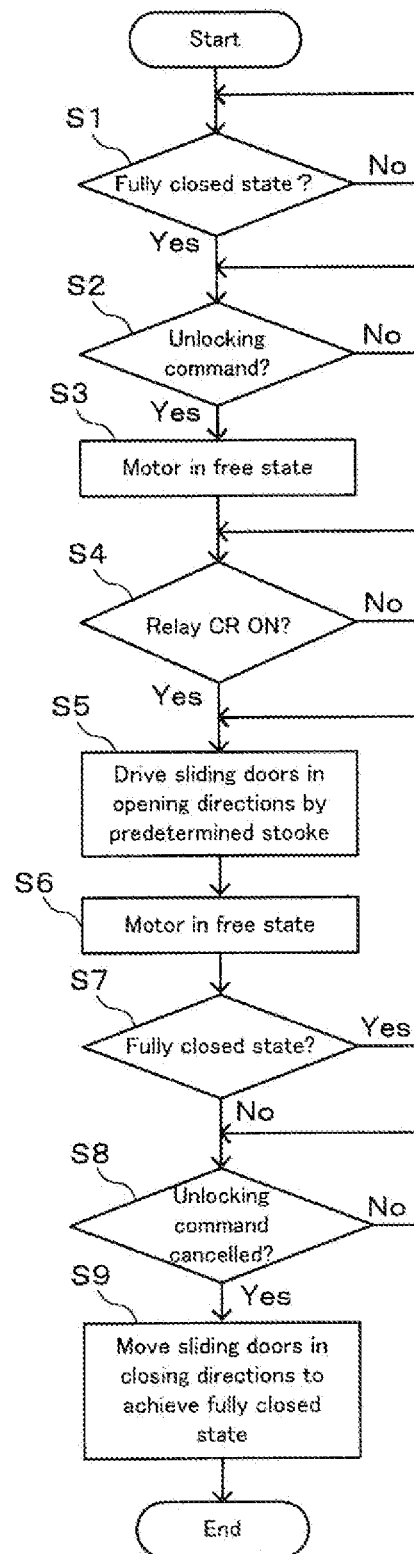 Start
S1
Fully closed state?
No
Yes
S2
Unlocking
command?
No
Yes
S3
Motor in free state
S4
Relay CR ON?
No
Yes
S5
Drive sliding doors in
opening directions by
predetermined stooke
S6
Motor in free state
S7
Fully closed state?
Yes
No
S8
Unlocking
command
cancelled?
No
Yes
S9
Move sliding doors in
closing directions to
achieve fully closed
state
End